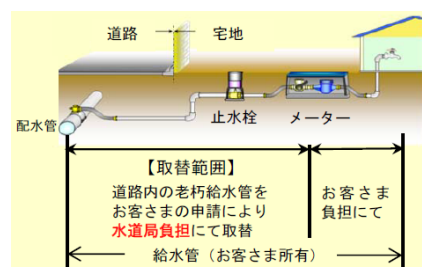 道路 宅地
配水管
止水栓 メーター
【取替範囲】
道路内の老朽給水管を
お客さまの申請により
水道局負担にて取替
お客さま
負担にて
給水管（お客さま所有）